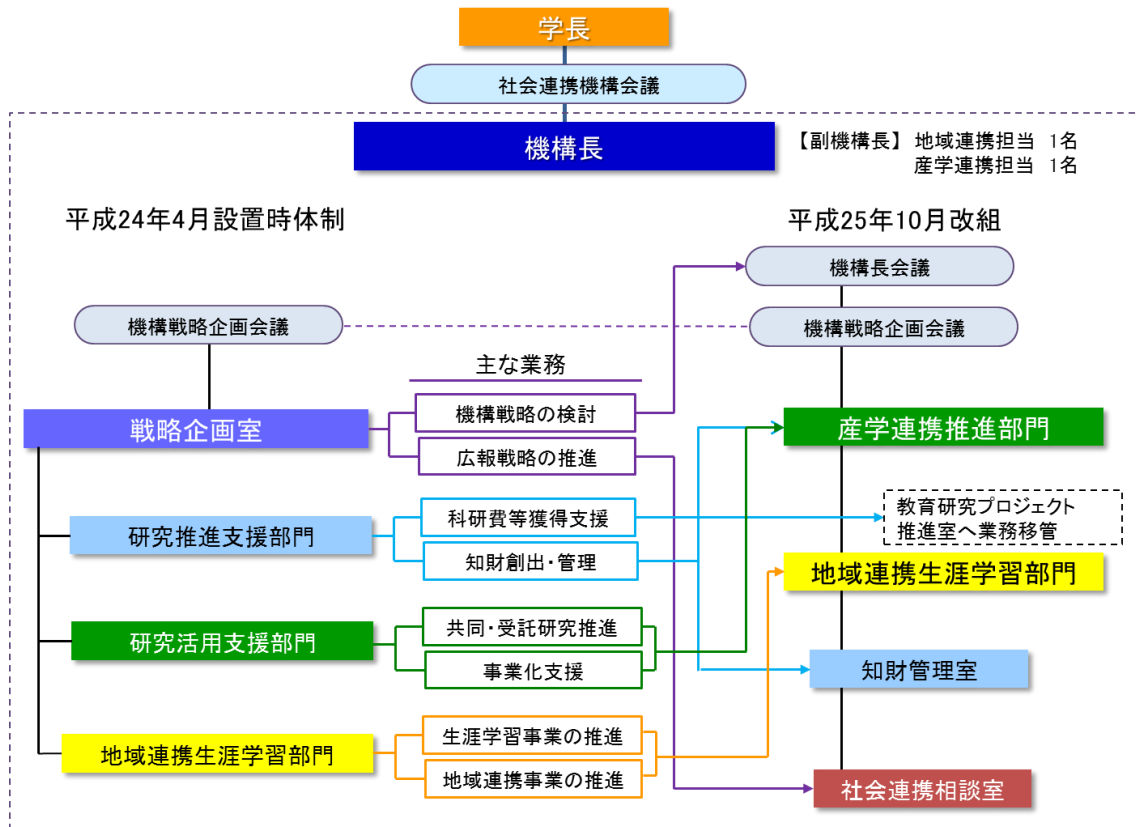 学長
社会連携機構会議
機構長
【副機構長】 地域連携担当 1名
産学連携担当 1名
平成24年4月設置時体制
平成25年10月改組
機構長会議
機構戦略企画会議
機構戦略企画会議
主な業務
戦略企画室
機構戦略の検討
広報戦略の推進
産学連携推進部門
研究推進支援部門
科研費等獲得支援
知財創出・管理
教育研究プロジェクト
推進室へ業務移管
地域連携生涯学習部門
研究活用支援部門
共同・受託研究推進
事業化支援
知財管理室
地域連携生涯学習部門
生涯学習事業の推進
地域連携事業の推進
社会連携相談室